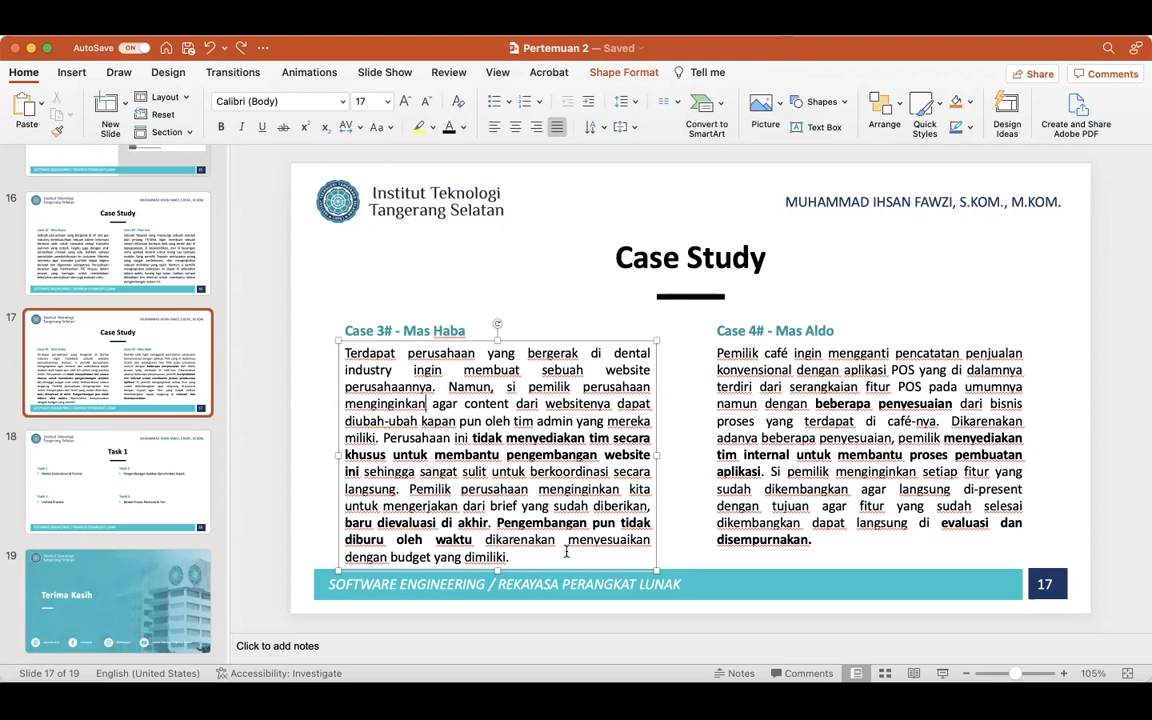 AutoSave ON
Pertemuan 2 — Saved
Home Insert Draw Design Transitions Animations Slide Show Review View Acrobat Shape Format Tell me
Share Comments
Paste
New Slide
Layout
Reset
Section
Calibri (Body) 17
Convert to SmartArt
Picture
Shapes
Text Box
Arrange
Quick Styles
Design Ideas
Create and Share Adobe PDF
16
Case Study
17
Case Study
18
Task 1
19
Terima Kasih
Institut Teknologi
Tangerang Selatan
MUHAMMAD IHSAN FAWZI, S.KOM., M.KOM.
Case Study
Case 3# - Mas Haba
Terdapat perusahaan yang bergerak di dental
industry ingin membuat sebuah website
perusahaannya. Namun, si pemilik perusahaan
menginginkan agar content dari websitenya dapat
diubah-ubah kapan pun oleh tim admin yang mereka
miliki. Perusahaan ini tidak menyediakan tim secara
khusus untuk membantu pengembangan website
ini sehingga sangat sulit untuk berkoordinasi secara
langsung. Pemilik perusahaan menginginkan kita
untuk mengerjakan dari brief yang sudah diberikan,
baru dievaluasi di akhir. Pengembangan pun tidak
diburu oleh waktu dikarenakan menyesuaikan
dengan budget yang dimiliki.
Case 4# - Mas Aldo
Pemilik café ingin mengganti pencatatan penjualan
konvensional dengan aplikasi POS yang di dalamnya
terdiri dari serangkaian fitur POS pada umumnya
namun dengan beberapa penyesuaian dari bisnis
proses yang terdapat di café-nya. Dikarenakan
adanya beberapa penyesuaian, pemilik menyediakan
tim internal untuk membantu proses pembuatan
aplikasi. Si pemilik menginginkan setiap fitur yang
sudah dikembangkan agar langsung di-present
dengan tujuan agar fitur yang sudah selesai
dikembangkan dapat langsung di evaluasi dan
disempurnakan.
SOFTWARE ENGINEERING / REKAYASA PERANGKAT LUNAK
17
Click to add notes
Slide 17 of 19 English (United States) Accessibility: Investigate
Notes Comments 105%